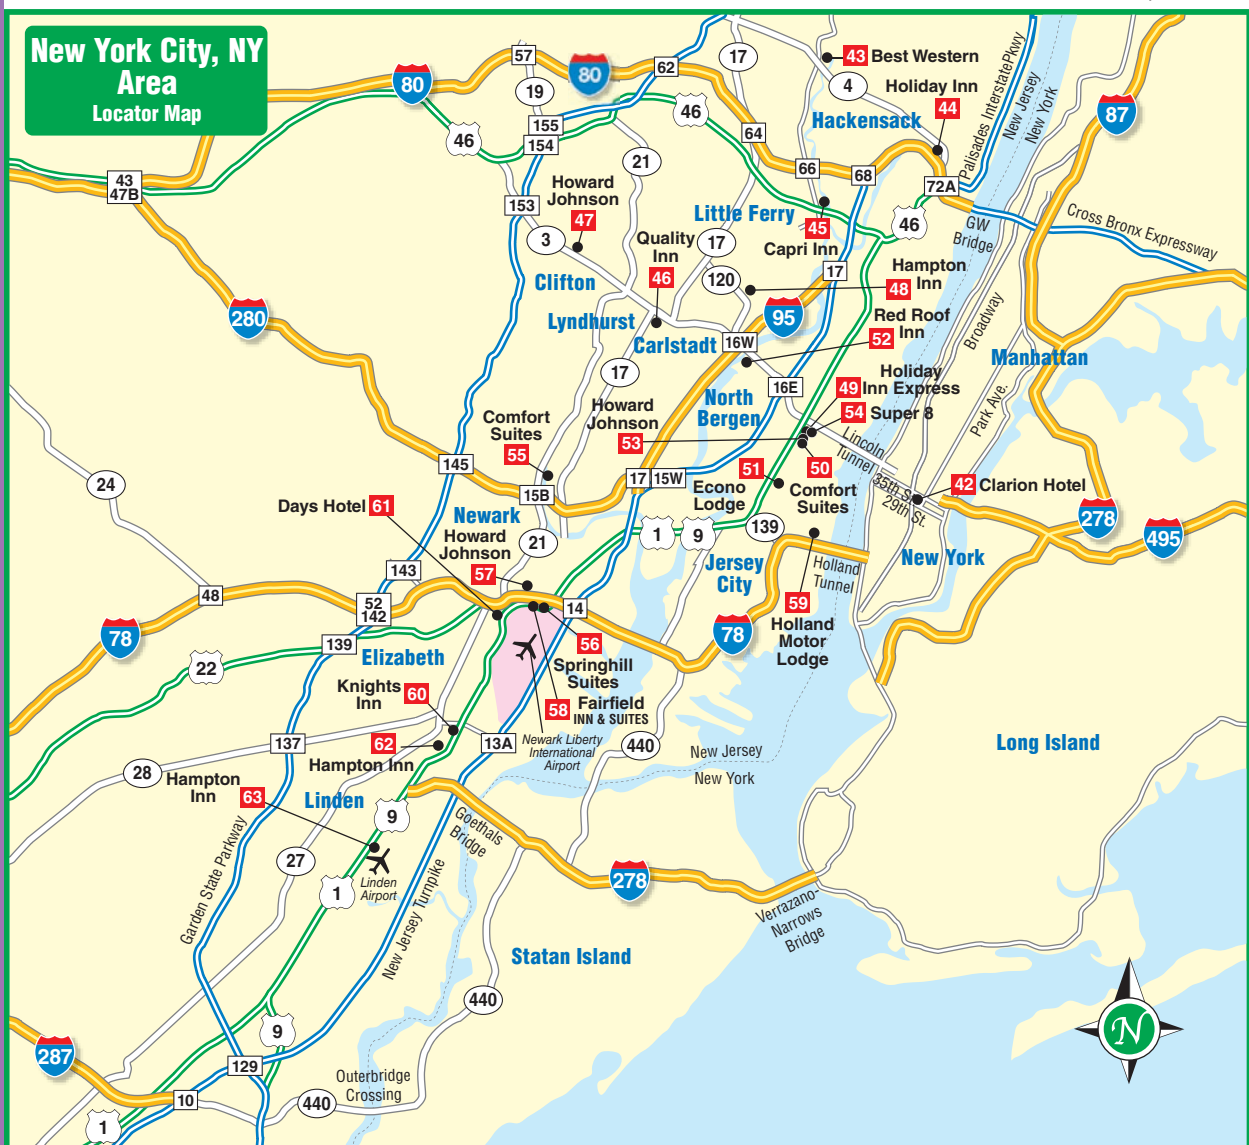 New York City, NY
Area
Locator Map
57
80
80
62
17
43 Best Western
4
Holiday Inn
44
Palisades InterstatePkwy
New Jersey
New York
87
19
46
46
155
154
Hackensack
64
21
66
68
72A
43
47B
Howard
Johnson
47
153
3
Little Ferry
45
Capri Inn
46
GW
Bridge
Cross Bronx Expressway
Quality
Inn
46
17
120
17
Hampton
Inn
48
Clifton
280
Lyndhurst
Carlstadt
95
16W
Red Roof
Inn
52
Broadway
Manhattan
17
16E
Holiday
Inn Express
49
54 Super 8
North
Bergen
Howard
Johnson
53
Park Ave.
Comfort
Suites
55
Lincoln
Tunnel
35th St.
29th St.
145
24
15B
17
15W
51
Econo
Lodge
50
Comfort
Suites
42 Clarion Hotel
Days Hotel 61
Newark
Howard
Johnson
57
21
1
9
139
278
495
Jersey
City
New York
Holland
Tunnel
143
48
52
142
14
59
Holland
Motor
Lodge
78
78
139
22
Elizabeth
56
Springhill
Suites
58
Fairfield
INN & SUITES
Knights
Inn
60
Newark Liberty
International
Airport
137
62
Hampton Inn
13A
440
New Jersey
New York
Long Island
28
Hampton
Inn
63
Linden
9
Goethals
Bridge
Garden State Parkway
27
1
Linden
Airport
New Jersey Turnpike
278
Verrazano-
Narrows
Bridge
Statan Island
440
N
9
287
129
10
440
Outerbridge
Crossing
1